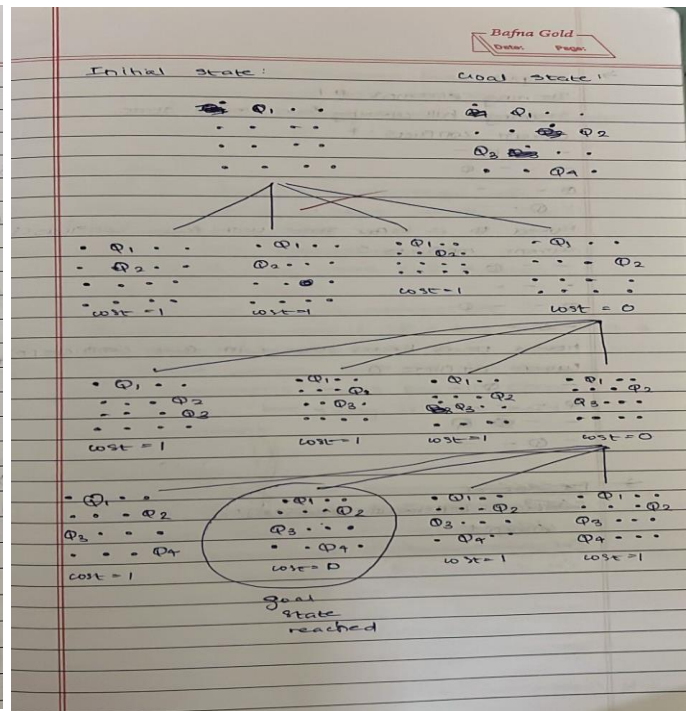 Bafna Gold
Date: Page:
Initial state: Goal state:
Q1 . . . Q1 . .
. . . . . . . Q2
. . . . Q3 . .
. . . . . . Q4 .
. Q1 . . . Q1 . . . Q1 . . . Q1 . .
. Q2 . . Q2 . . . . . Q2 . . . . Q2
. . . . . . . . . . . . . . .
. . . . . . . . . . . . . . . .
cost = 1 cost = 1 cost = 1 cost = 0
. Q1 . . . Q1 . . . Q1 . . . Q1 . .
. . . Q2 . . . Q2 . . . Q2 . . . Q2
. . . Q3 . . Q3 . Q3 . . Q3 . . .
. . . . . . . . . . . . . . . .
cost = 1 cost = 1 cost = 1 cost = 0
. Q1 . . . Q1 . . . Q1 . . . Q1 . .
. . . Q2 . . . Q2 . . . Q2 . . . Q2
Q3 . . . Q3 . . . Q3 . . . Q3 . . .
. . . Q4 . . Q4 . . Q4 . . Q4 . . .
cost = 1 cost = 0 cost = 1 cost = 1
goal
state
reached